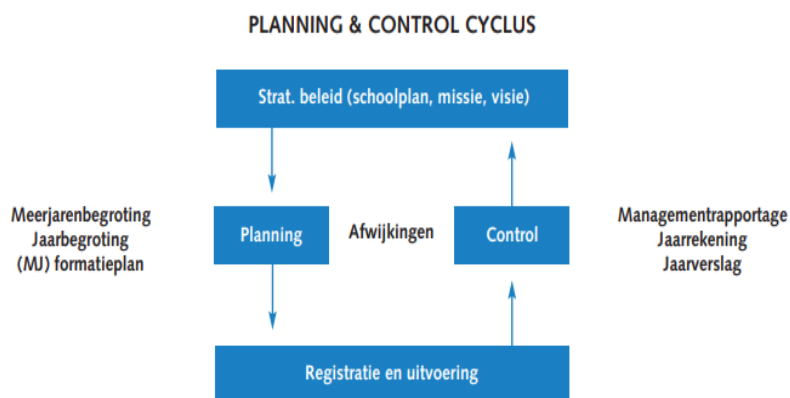 PLANNING & CONTROL CYCLUS
Strat. beleid (schoolplan, missie, visie)
Meerjarenbegroting
Jaarbegroting
(MJ) formatieplan
Planning
Afwijkingen
Control
Managementrapportage
Jaarrekening
Jaarverslag
Registratie en uitvoering